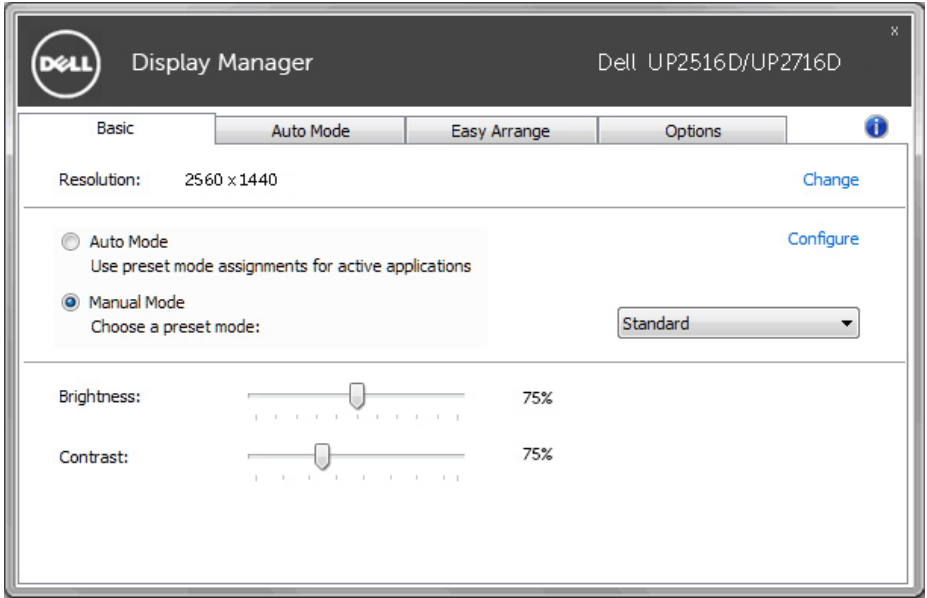 x
DELL Display Manager Dell UP2516D/UP2716D
Basic Auto Mode Easy Arrange Options i
Resolution: 2560 x 1440 Change
Auto Mode Configure
Use preset mode assignments for active applications
Manual Mode
Choose a preset mode: Standard
Brightness: 75%
Contrast: 75%